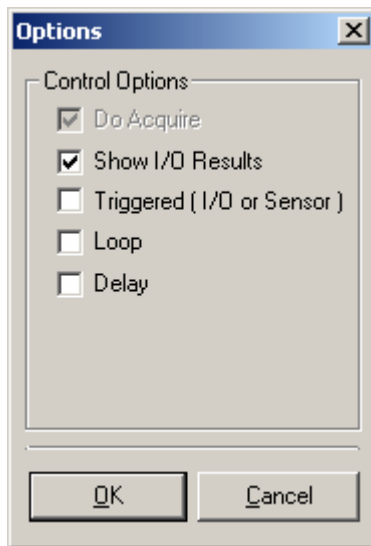 Options
Control Options
Do Acquire
Show I/O Results
Triggered ( I/O or Sensor )
Loop
Delay
OK Cancel